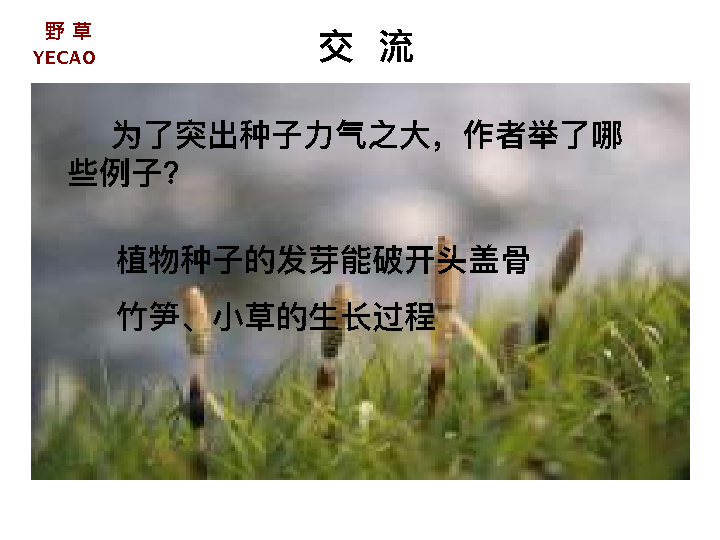 野 草
YECAO
交 流
为了突出种子力气之大，作者举了哪
些例子?
植物种子的发芽能破开头盖骨
竹笋、小草的生长过程